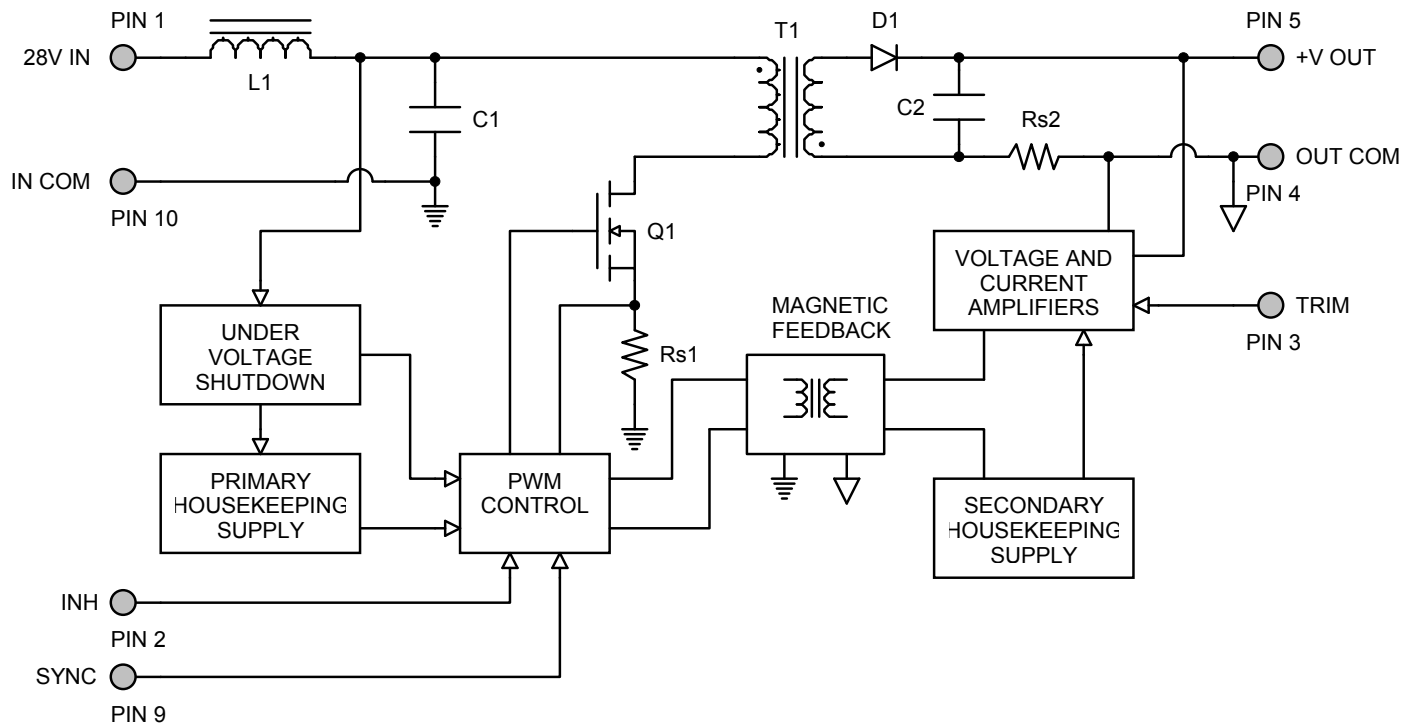 PIN 1
28V IN
L1
C1
T1
D1
PIN 5
+V OUT
C2
Rs2
OUT COM
PIN 4
IN COM
PIN 10
Q1
Rs1
VOLTAGE AND
CURRENT
AMPLIFIERS
TRIM
PIN 3
MAGNETIC
FEEDBACK
UNDER
VOLTAGE
SHUTDOWN
PRIMARY
HOUSEKEEPING
SUPPLY
PWM
CONTROL
SECONDARY
HOUSEKEEPING
SUPPLY
INH
PIN 2
SYNC
PIN 9